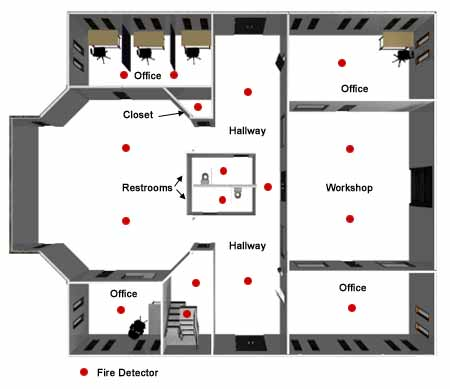 Office
Office
Closet
Hallway
Restrooms
Workshop
Hallway
Office
Office
Fire Detector